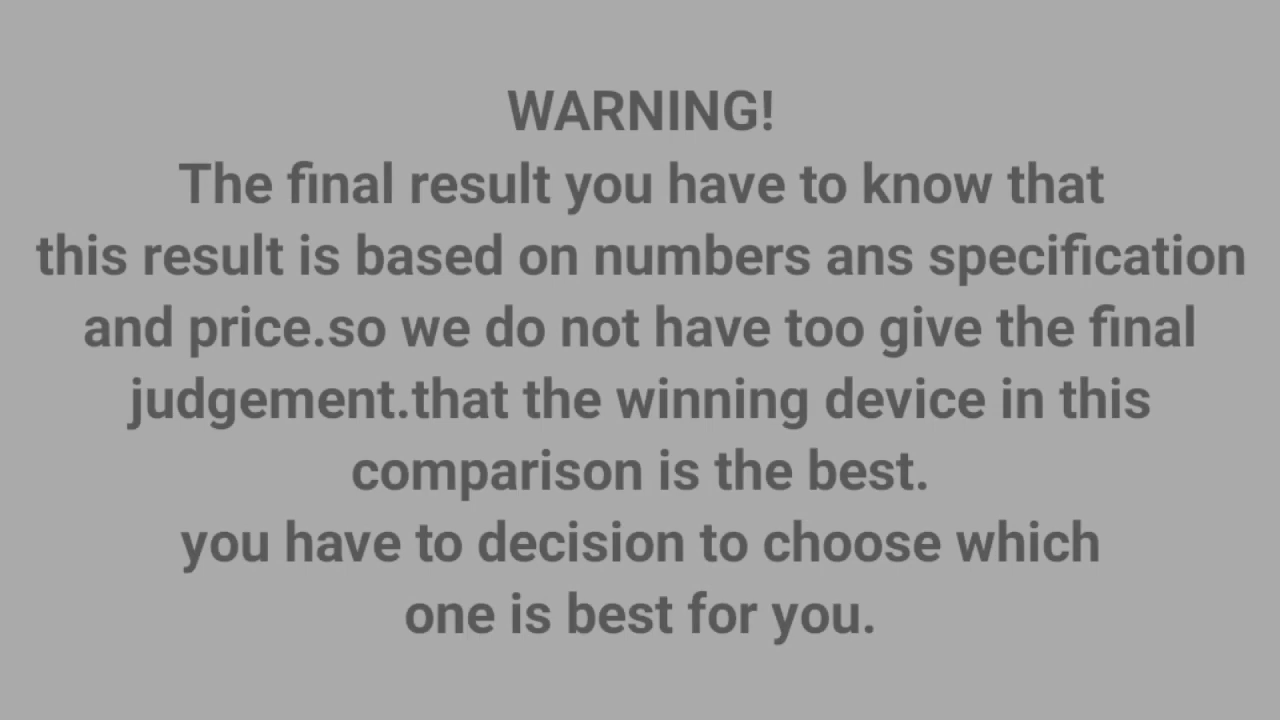 WARNING!
The final result you have to know that
this result is based on numbers ans specification
and price.so we do not have too give the final
judgement.that the winning device in this
comparison is the best.
you have to decision to choose which
one is best for you.